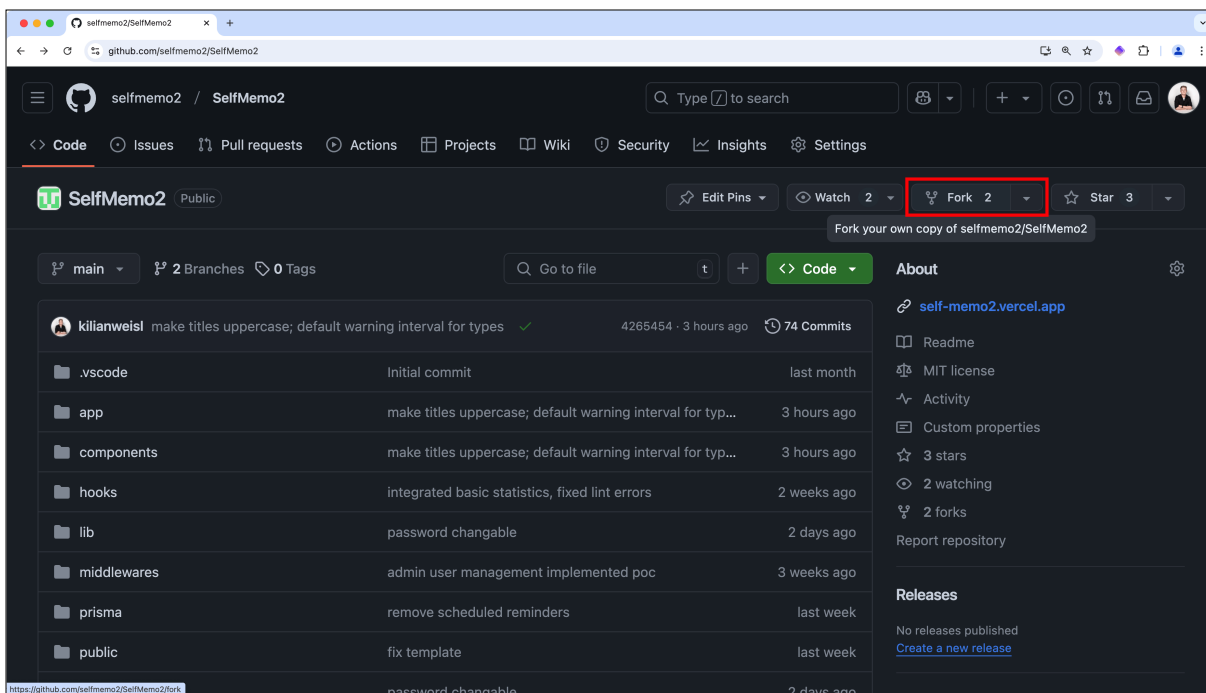 selfmemo2/SelfMemo2
github.com/selfmemo2/SelfMemo2
selfmemo2 / SelfMemo2
Type / to search
Code Issues Pull requests Actions Projects Wiki Security Insights Settings
SelfMemo2 Public
Edit Pins Watch 2 Fork 2 Star 3
Fork your own copy of selfmemo2/SelfMemo2
main 2 Branches 0 Tags Go to file t + Code
kilianweisl make titles uppercase; default warning interval for types 4265454 · 3 hours ago 74 Commits
.vscode Initial commit last month
app make titles uppercase; default warning interval for typ... 3 hours ago
components make titles uppercase; default warning interval for typ... 3 hours ago
hooks integrated basic statistics, fixed lint errors 2 weeks ago
lib password changable 2 days ago
middlewares admin user management implemented poc 3 weeks ago
prisma remove scheduled reminders last week
public fix template last week
password changable 2 days ago
About
self-memo2.vercel.app
Readme
MIT license
Activity
Custom properties
3 stars
2 watching
2 forks
Report repository
Releases
No releases published
Create a new release
https://github.com/selfmemo2/SelfMemo2/fork